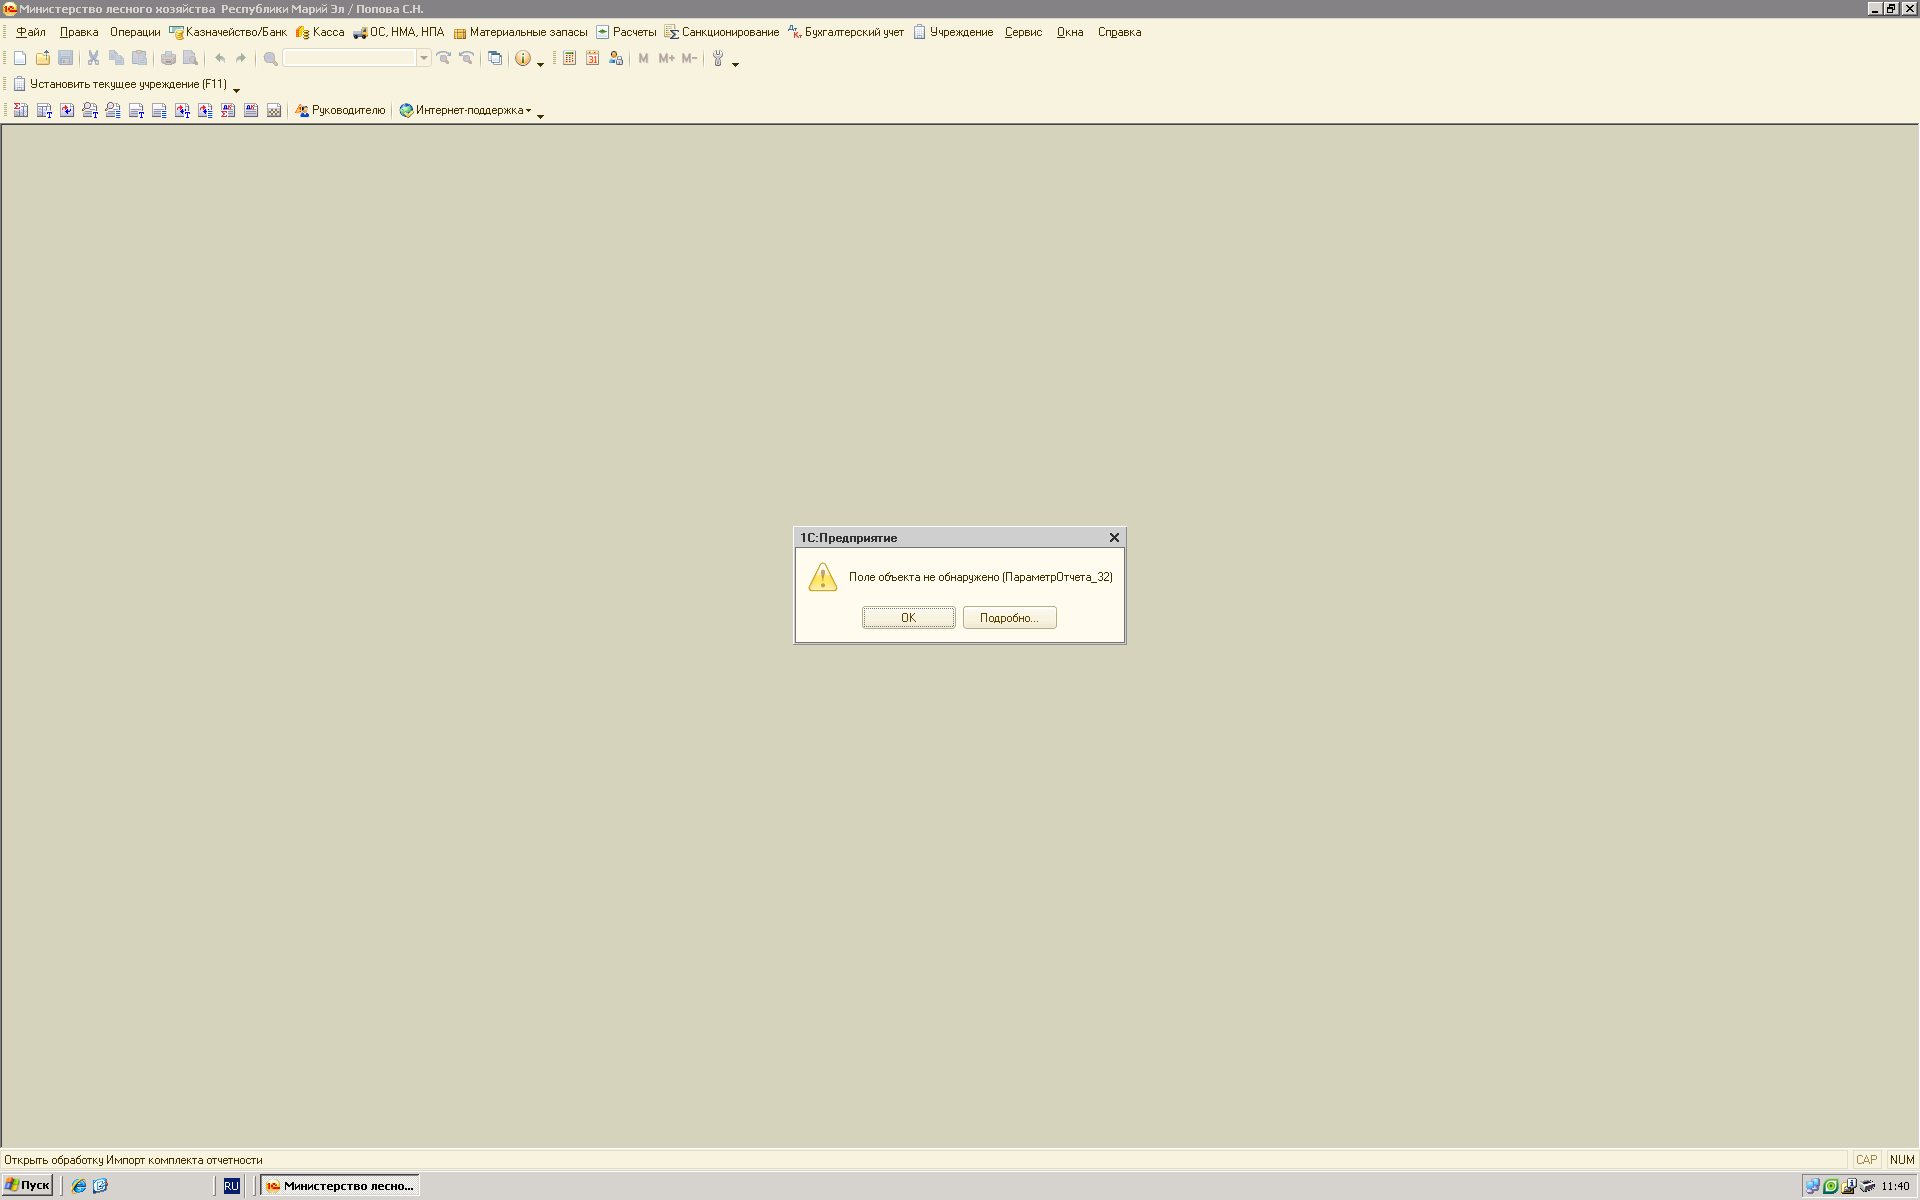 Министерство лесного хозяйства  Республики Марий Эл / Попова С.Н.
Файл Правка Операции Казначейство/Банк Касса ОС, НМА, НПА Материальные запасы Расчеты Санкционирование Бухгалтерский учет Учреждение Сервис Окна Справка
M M+ M-
Установить текущее учреждение (F11)
Руководителю Интернет-поддержка
1С:Предприятие
Поле объекта не обнаружено (ПараметрОтчета_32)
OK Подробно...
Открыть обработку Импорт комплекта отчетности
CAP NUM
Пуск RU Министерство лесно... 11:40